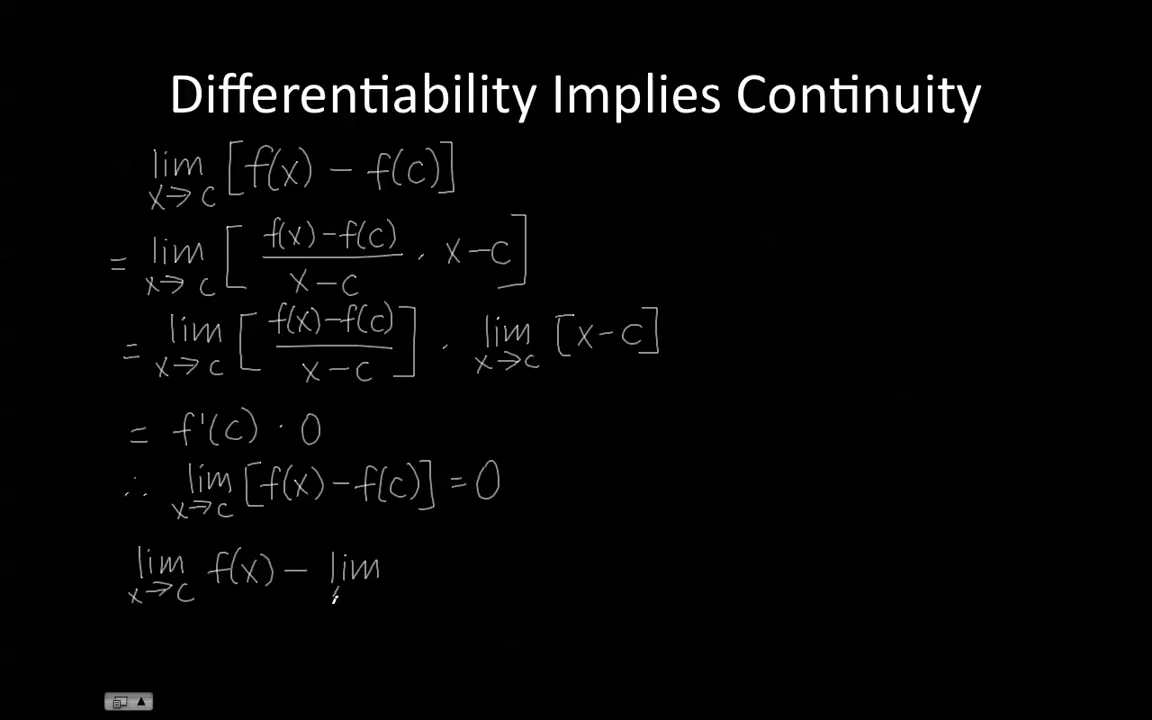 Differentiability Implies Continuity
lim x→c [f(x) − f(c)]
= lim x→c [ (f(x)−f(c))/(x−c) · x−c ]
= lim x→c [ (f(x)−f(c))/(x−c) ] · lim x→c [x−c]
= f'(c) · 0
∴ lim x→c [f(x)−f(c)] = 0
lim x→c f(x) − lim